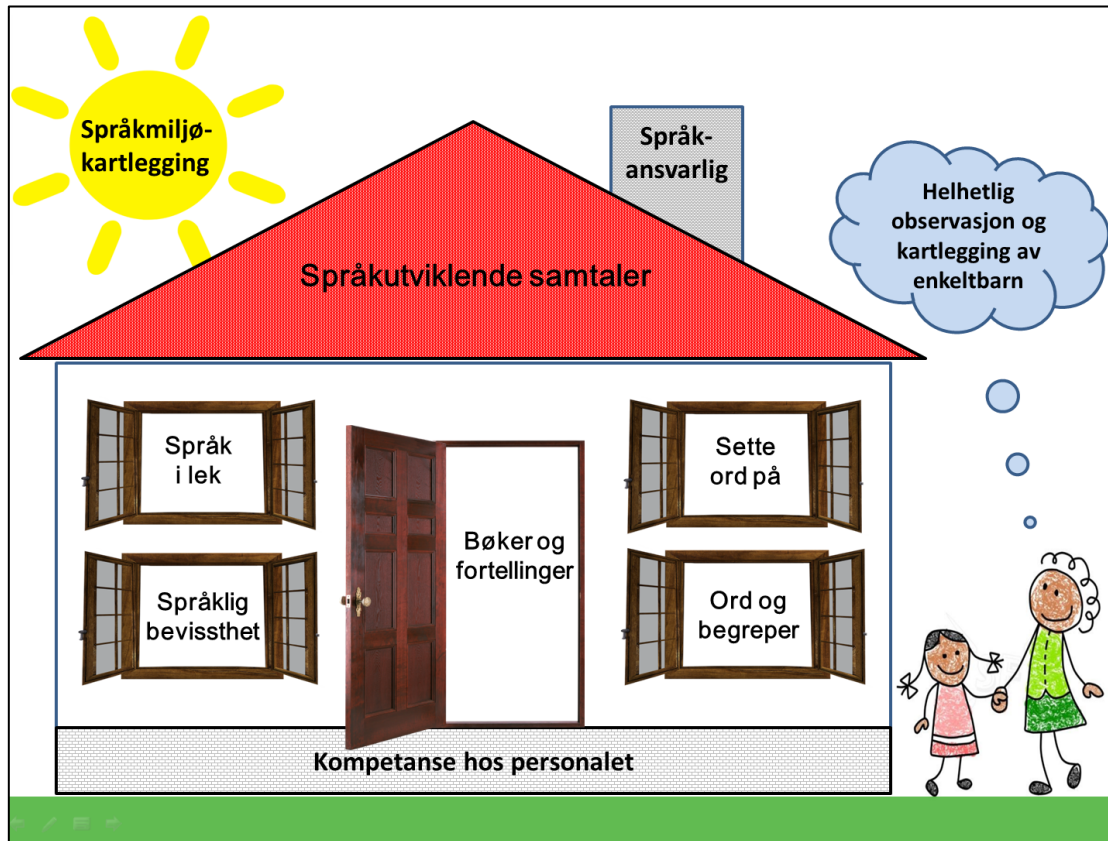 Språkmiljø-
kartlegging
Språk-
ansvarlig
Helhetlig
observasjon og
kartlegging av
enkeltbarn
Språkutviklende samtaler
Språk
i lek
Sette
ord på
Bøker og
fortellinger
Språklig
bevissthet
Ord og
begreper
Kompetanse hos personalet